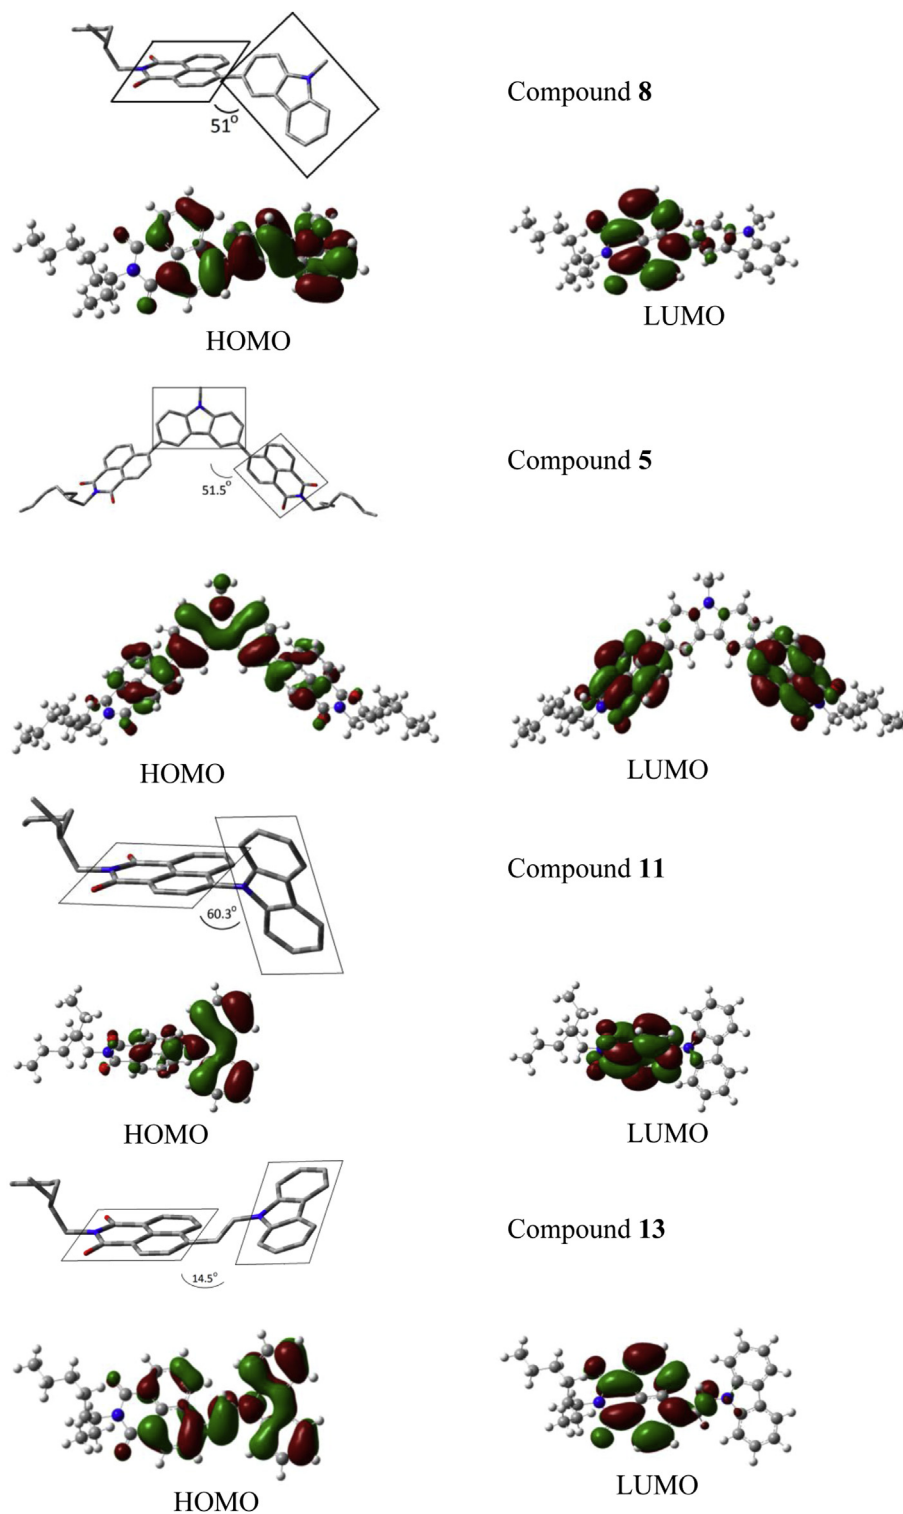 Compound 8
51°
HOMO
LUMO
51.5°
Compound 5
HOMO
LUMO
60.3°
Compound 11
HOMO
LUMO
14.5°
Compound 13
HOMO
LUMO